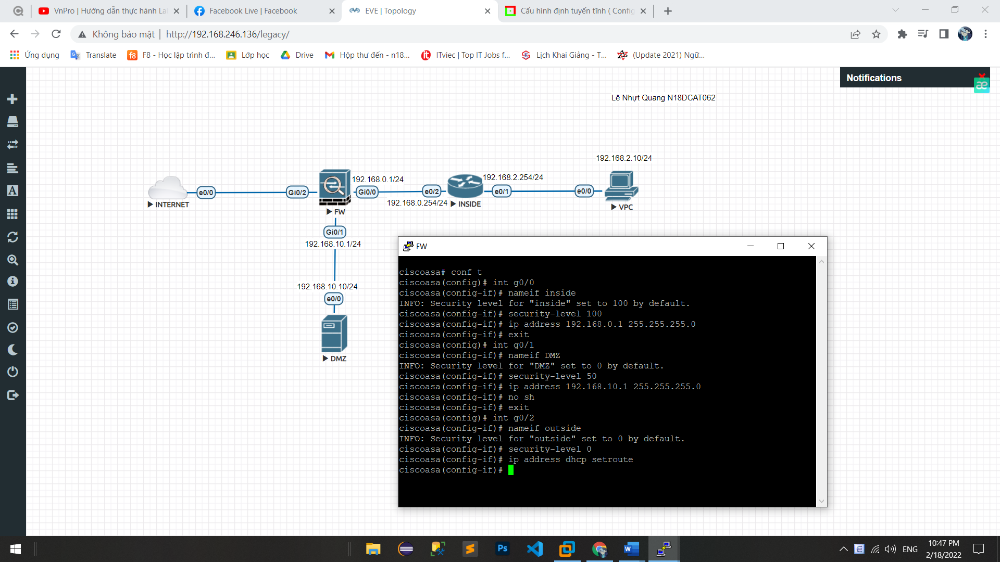 VnPro | Hướng dẫn thực hành La
Facebook Live | Facebook
EVE | Topology
Cấu hình định tuyến tĩnh ( Config
Không bảo mật
http://192.168.246.136/legacy/
Ứng dụng
Translate
F8 - Học lập trình đ...
Lớp học
Drive
Hộp thư đến - n18...
ITviec | Top IT Jobs f...
Lịch Khai Giảng - T...
(Update 2021) Ngữ...
Notifications
æ
Lê Nhựt Quang N18DCAT062
192.168.2.10/24
192.168.0.1/24
192.168.2.254/24
e0/0
Gi0/2
Gi0/0
e0/2
e0/1
e0/0
INTERNET
192.168.0.254/24
INSIDE
VPC
FW
Gi0/1
192.168.10.1/24
192.168.10.10/24
e0/0
DMZ
FW
ciscoasa# conf t
ciscoasa(config)# int g0/0
ciscoasa(config-if)# nameif inside
INFO: Security level for "inside" set to 100 by default.
ciscoasa(config-if)# security-level 100
ciscoasa(config-if)# ip address 192.168.0.1 255.255.255.0
ciscoasa(config-if)# exit
ciscoasa(config)# int g0/1
ciscoasa(config-if)# nameif DMZ
INFO: Security level for "DMZ" set to 0 by default.
ciscoasa(config-if)# security-level 50
ciscoasa(config-if)# ip address 192.168.10.1 255.255.255.0
ciscoasa(config-if)# no sh
ciscoasa(config-if)# exit
ciscoasa(config)# int g0/2
ciscoasa(config-if)# nameif outside
INFO: Security level for "outside" set to 0 by default.
ciscoasa(config-if)# security-level 0
ciscoasa(config-if)# ip address dhcp setroute
ciscoasa(config-if)#
Ps
ENG
10:47 PM
2/18/2022